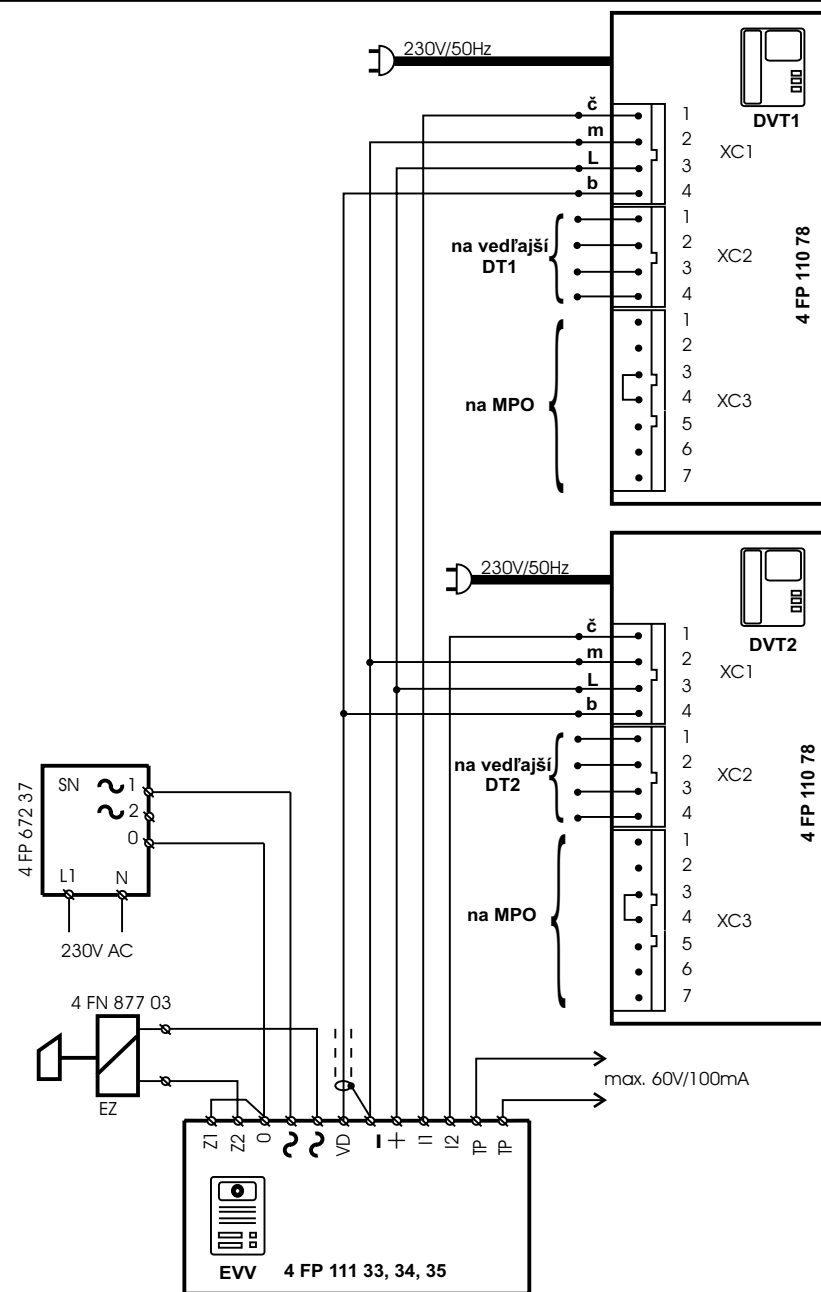 230V/50Hz
DVT1
č
m
L
b
1
2
3
4
XC1
na vedľajší
DT1
1
2
3
4
XC2
4 FP 110 78
na MPO
1
2
3
4
5
6
7
XC3
230V/50Hz
DVT2
č
m
L
b
1
2
3
4
XC1
na vedľajší
DT2
1
2
3
4
XC2
4 FP 110 78
na MPO
1
2
3
4
5
6
7
XC3
4 FP 672 37
SN
~ 1
~ 2
0
L1 N
230V AC
4 FN 877 03
EZ
max. 60V/100mA
Z1 Z2 0 ~ ~ VD - + I1 I2 TP TP
EVV 4 FP 111 33, 34, 35